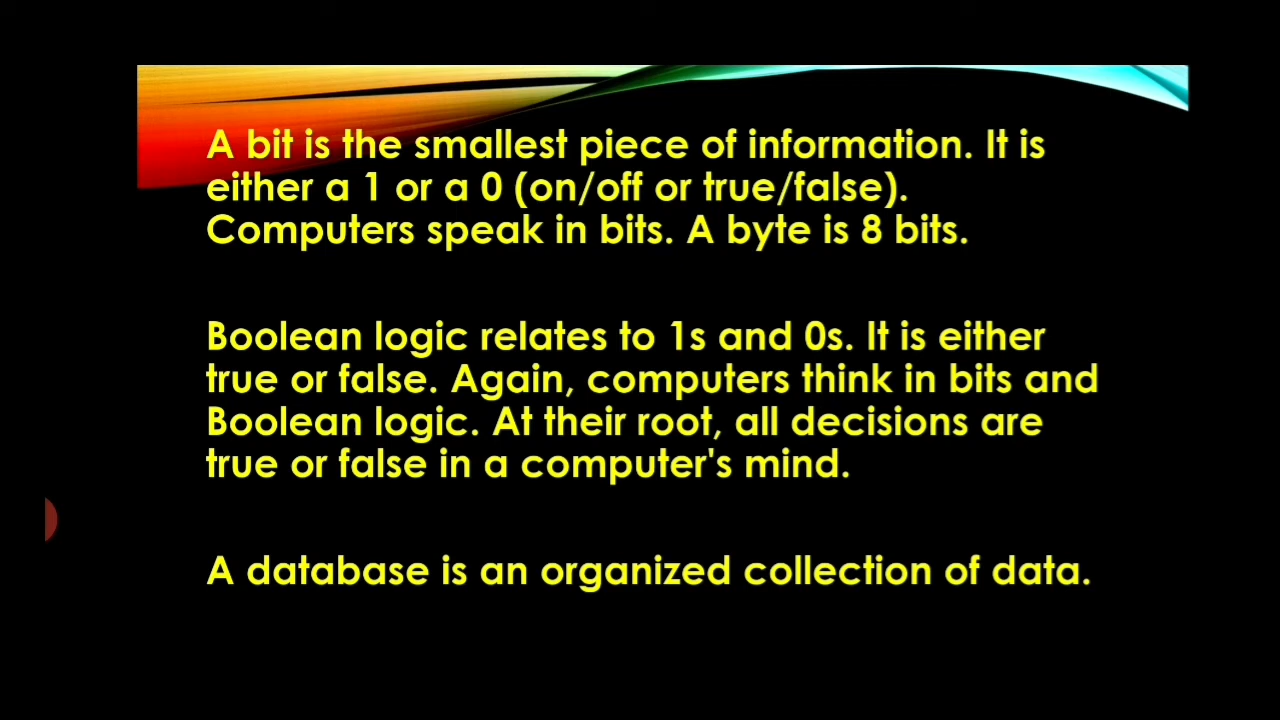 A bit is the smallest piece of information. It is
either a 1 or a 0 (on/off or true/false).
Computers speak in bits. A byte is 8 bits.
Boolean logic relates to 1s and 0s. It is either
true or false. Again, computers think in bits and
Boolean logic. At their root, all decisions are
true or false in a computer's mind.
A database is an organized collection of data.